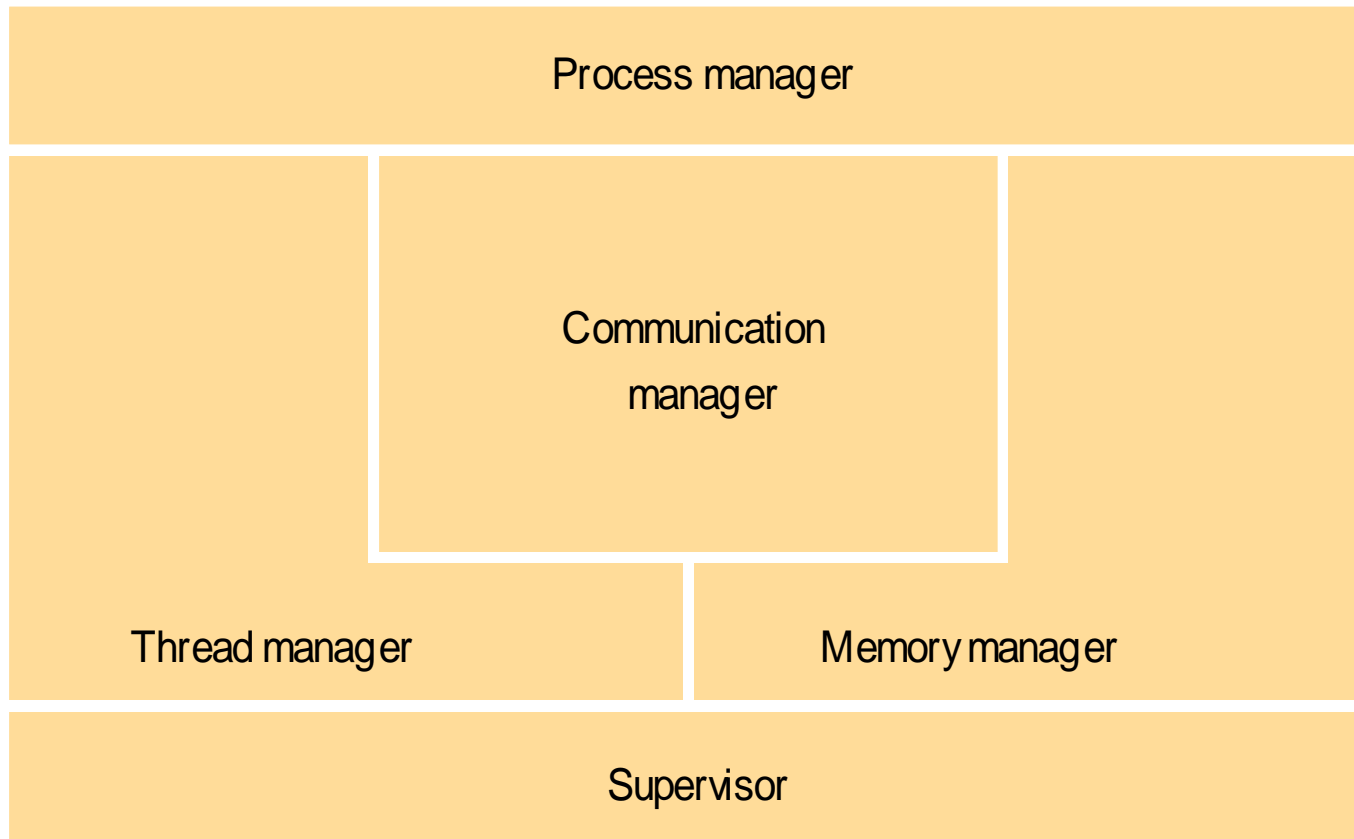 Process manager
Communication
manager
Thread manager
Memory manager
Supervisor